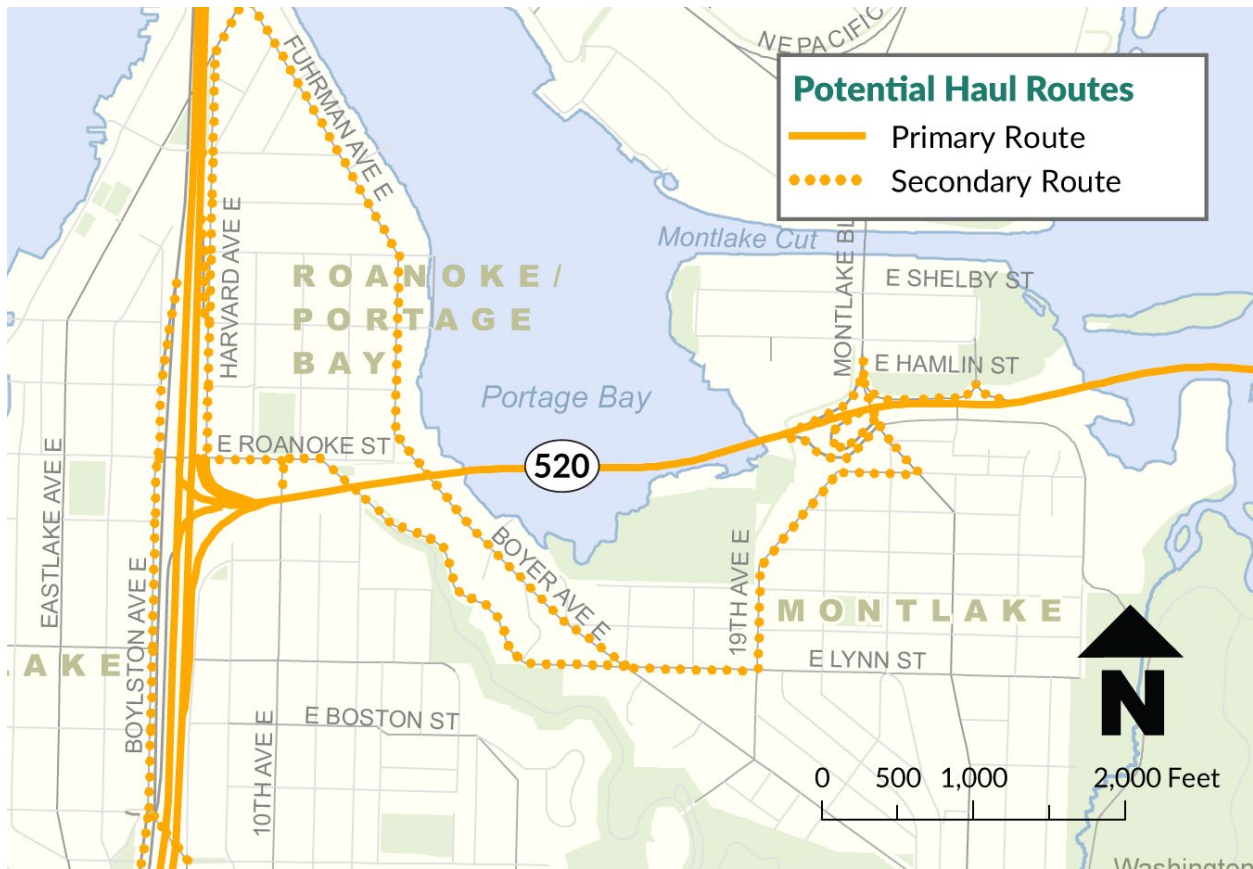 NE PACIFIC
Potential Haul Routes
Primary Route
Secondary Route
FUHRMAN AVE E
HARVARD AVE E
ROANOKE/
PORTAGE
BAY
Montlake Cut
MONTLAKE BL
E SHELBY ST
E HAMLIN ST
Portage Bay
E ROANOKE ST
520
EASTLAKE AVE E
BOYLSTON AVE E
BOYER AVE E
19TH AVE E
MONTLAKE
LAKE
E LYNN ST
E BOSTON ST
10TH AVE E
N
0 500 1,000 2,000 Feet
Washington